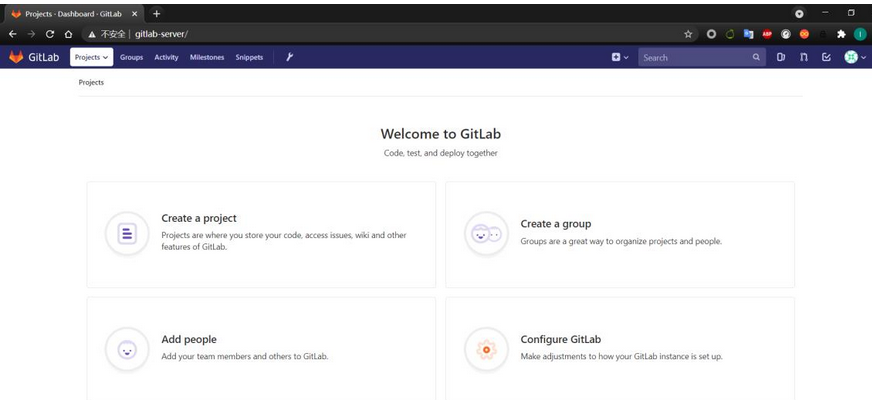 Projects · Dashboard · GitLab
不安全 | gitlab-server/
GitLab Projects Groups Activity Milestones Snippets Search
Projects
Welcome to GitLab
Code, test, and deploy together
Create a project
Projects are where you store your code, access issues, wiki and other
features of GitLab.
Create a group
Groups are a great way to organize projects and people.
Add people
Add your team members and others to GitLab.
Configure GitLab
Make adjustments to how your GitLab instance is set up.